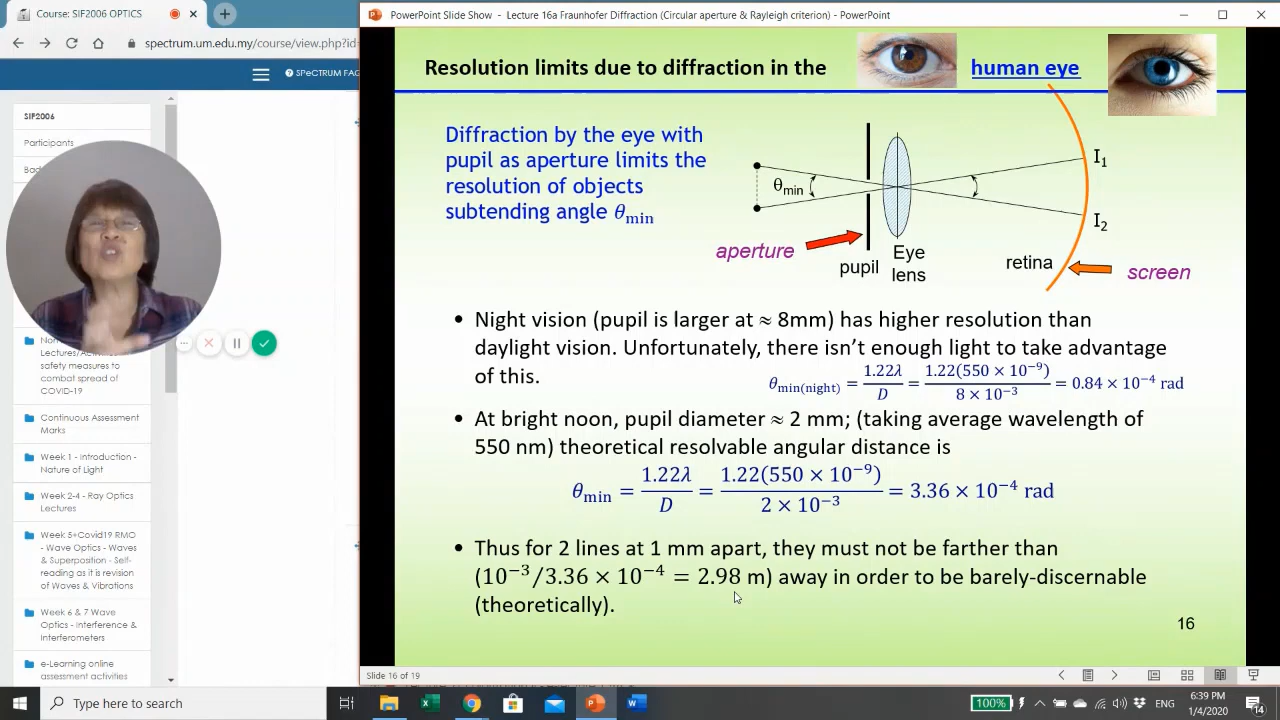 Course: SIF2006 OPTICS
spectrum.um.edu.my/course/view.php?id-
SPeCTRUM FAQ
SIF2006
Participants
Lectures/Activ
safety measures to
combat spread of
COVID-19
Continuous Assessment
Marks
Week 1 - introduction -
Nature of Light
Week 2-4 - Ray Optics
Lectures
Week 5+Covid19 RMO
- Wave Optics - Waves
& Superposition - Self-
reading as it is revision
of Waves & Vibrations
Week 6 & 7 Wave
Optics - Interference &
Interferometers
e-Learning online
assessment activities
PowerPoint Slide Show - Lecture 16a Fraunhofer Diffraction (Circular aperture & Rayleigh criterion) - PowerPoint
Resolution limits due to diffraction in the human eye
Diffraction by the eye with
pupil as aperture limits the
resolution of objects
subtending angle θmin
θmin
I1
I2
aperture
pupil
Eye
lens
retina
screen
• Night vision (pupil is larger at ≈ 8mm) has higher resolution than
daylight vision. Unfortunately, there isn't enough light to take advantage
of this.
θmin(night) = 1.22λ/D = 1.22(550 × 10⁻⁹)/8 × 10⁻³ = 0.84 × 10⁻⁴ rad
• At bright noon, pupil diameter ≈ 2 mm; (taking average wavelength of
550 nm) theoretical resolvable angular distance is
θmin = 1.22λ/D = 1.22(550 × 10⁻⁹)/2 × 10⁻³ = 3.36 × 10⁻⁴ rad
• Thus for 2 lines at 1 mm apart, they must not be farther than
(10⁻³/3.36 × 10⁻⁴ = 2.98 m) away in order to be barely-discernable
(theoretically).
16
Slide 16 of 19
Type here to search
100%
ENG
6:39 PM
1/4/2020
14